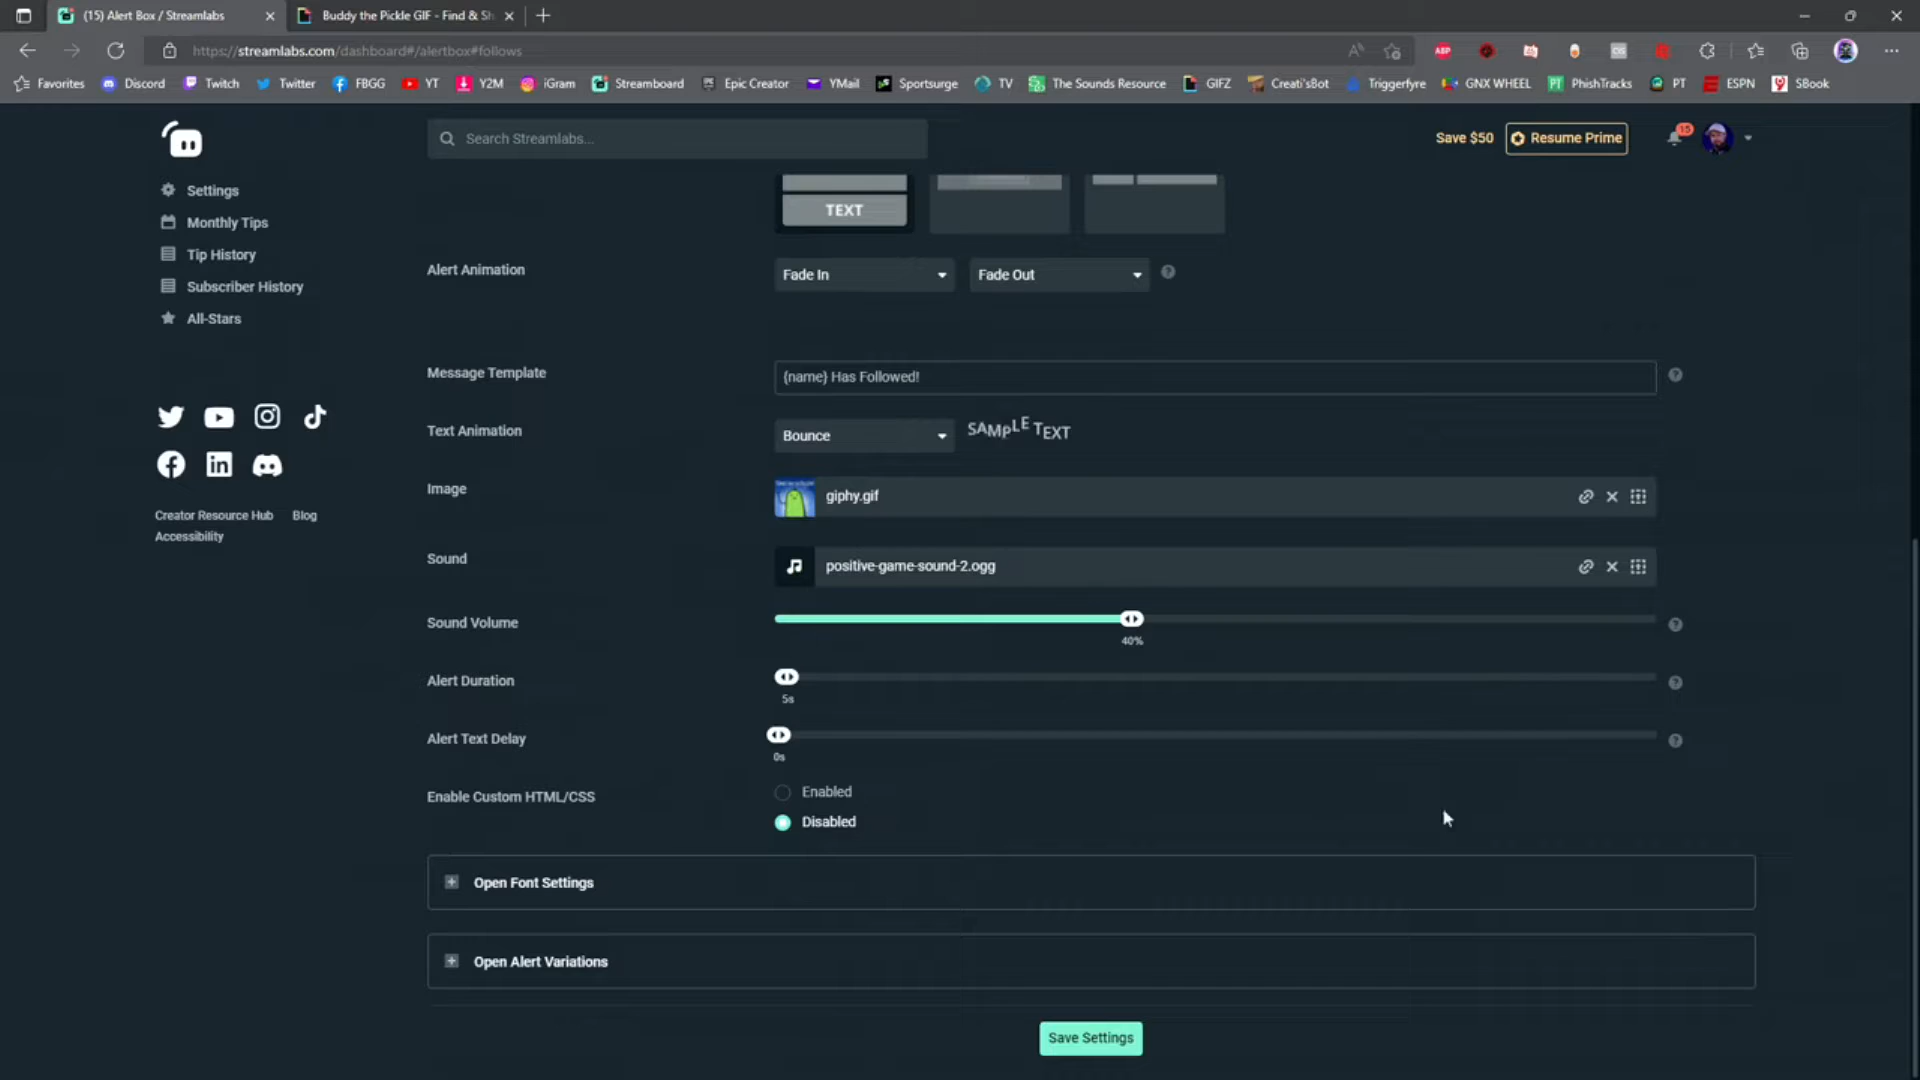 (15) Alert Box / Streamlabs
Buddy the Pickle GIF - Find & Sh
https://streamlabs.com/dashboard#/alertbox#follows
Favorites
Discord
Twitch
Twitter
FBGG
YT
Y2M
iGram
Streamboard
Epic Creator
YMail
Sportsurge
TV
The Sounds Resource
GIFZ
Creati'sBot
Triggerfyre
GNX WHEEL
PhishTracks
PT
ESPN
SBook
Search Streamlabs...
Save $50
Resume Prime
15
Settings
Monthly Tips
Tip History
Subscriber History
All-Stars
Creator Resource Hub
Blog
Accessibility
TEXT
Alert Animation
Fade In
Fade Out
Message Template
{name} Has Followed!
Text Animation
Bounce
SAMPLE TEXT
Image
giphy.gif
Sound
positive-game-sound-2.ogg
Sound Volume
40%
Alert Duration
5s
Alert Text Delay
0s
Enable Custom HTML/CSS
Enabled
Disabled
Open Font Settings
Open Alert Variations
Save Settings